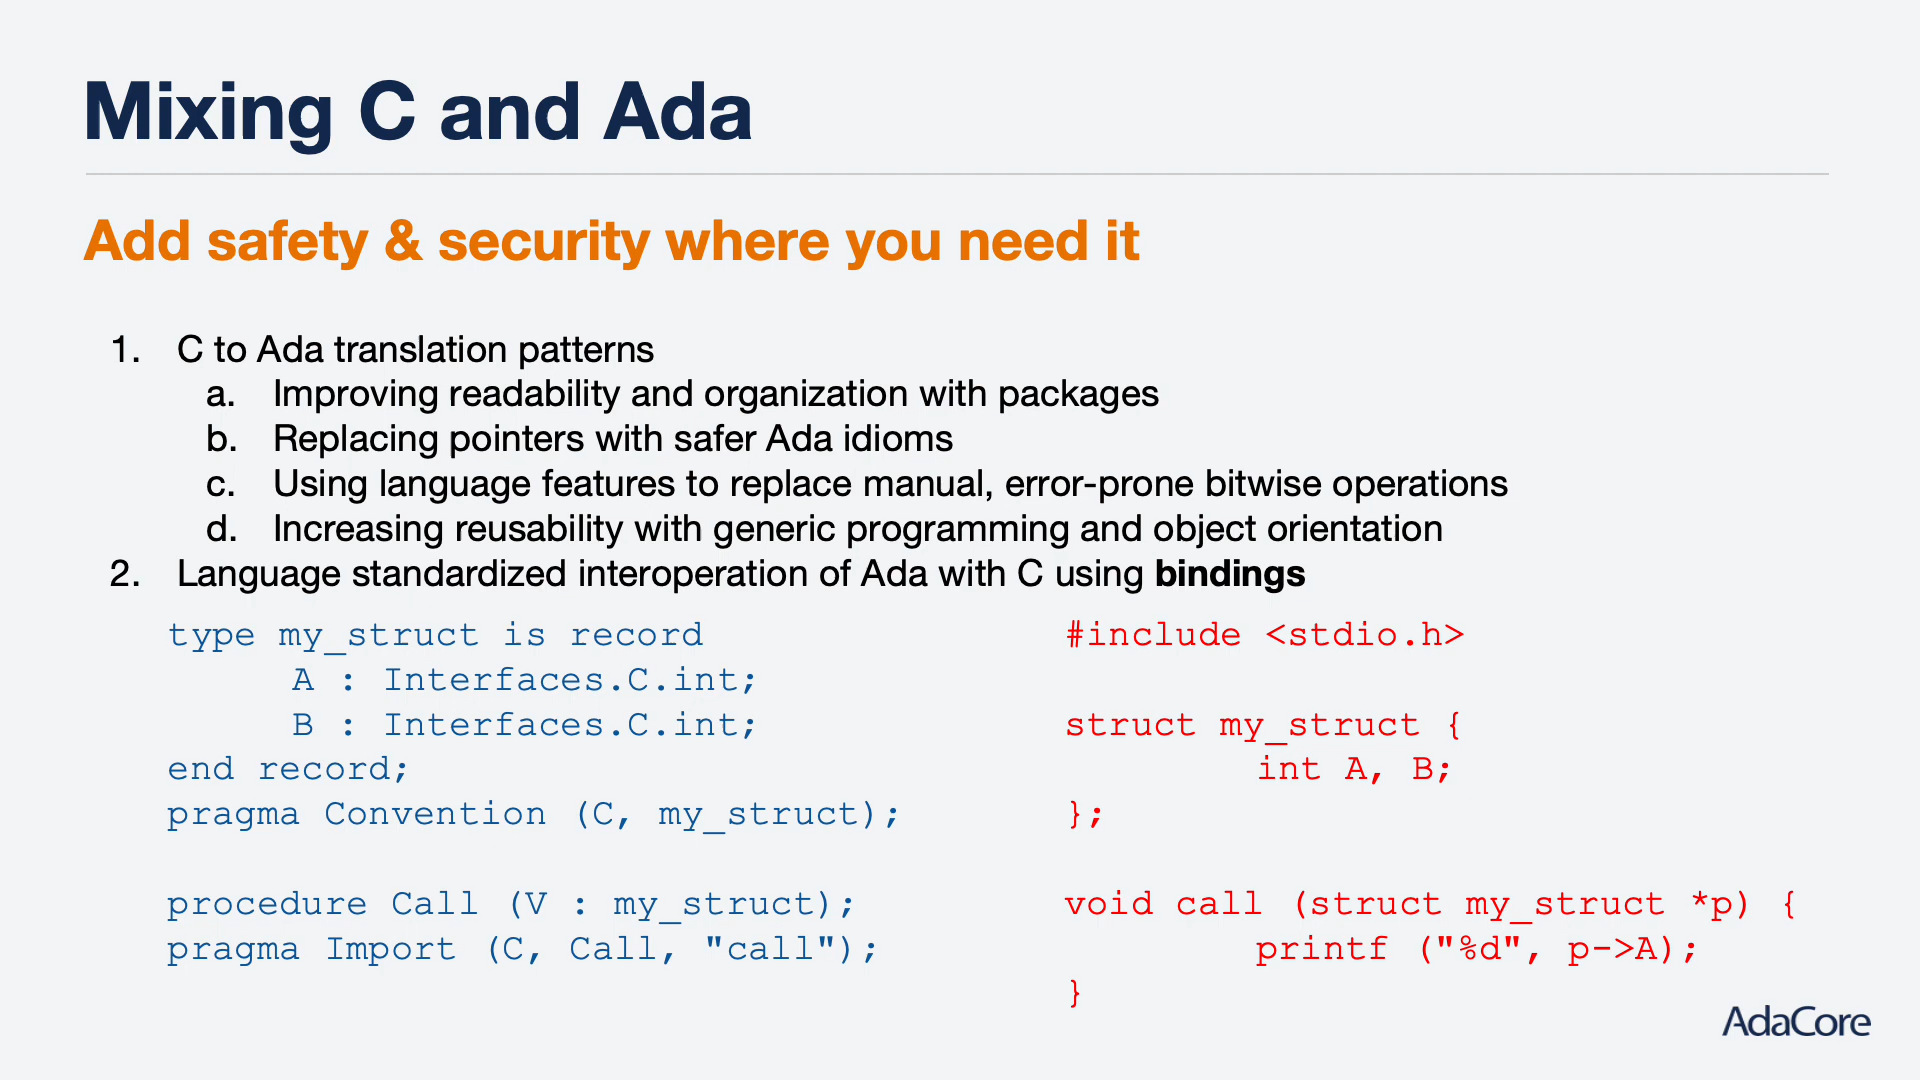 Mixing C and Ada
Add safety & security where you need it
1. C to Ada translation patterns
a. Improving readability and organization with packages
b. Replacing pointers with safer Ada idioms
c. Using language features to replace manual, error-prone bitwise operations
d. Increasing reusability with generic programming and object orientation
2. Language standardized interoperation of Ada with C using bindings
type my_struct is record
A : Interfaces.C.int;
B : Interfaces.C.int;
end record;
pragma Convention (C, my_struct);
procedure Call (V : my_struct);
pragma Import (C, Call, "call");
#include <stdio.h>
struct my_struct {
int A, B;
};
void call (struct my_struct *p) {
printf ("%d", p->A);
}
AdaCore